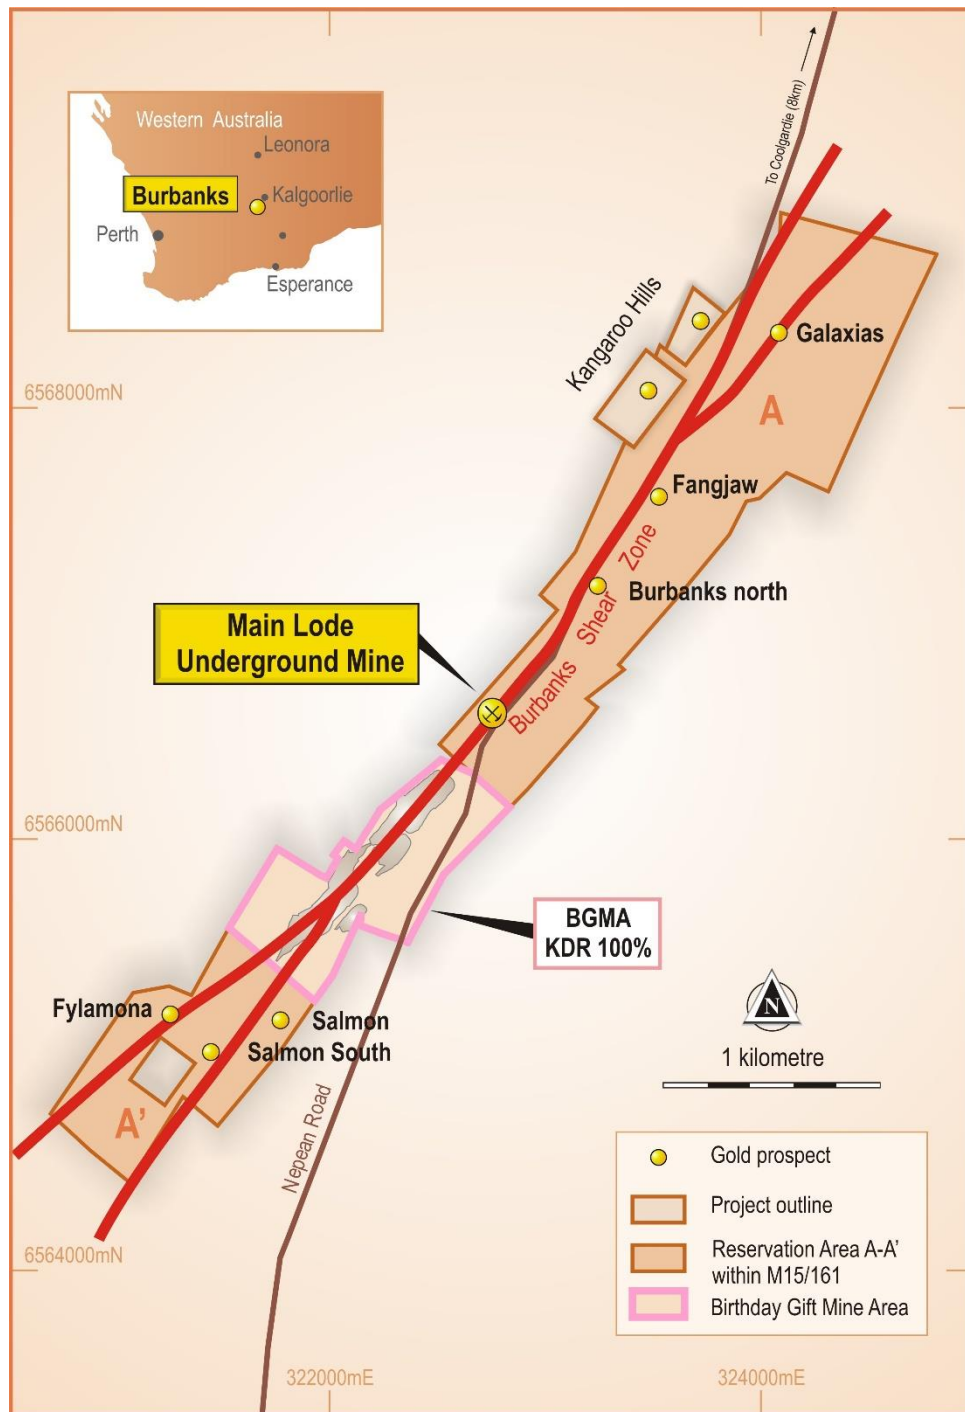 To Coolgardie (8km)
Western Australia
Leonora
Burbanks
Kalgoorlie
Perth
Esperance
Kangaroo Hills
Galaxias
6568000mN
A
Fangjaw
Burbanks Shear Zone
Burbanks north
Main Lode
Underground Mine
6566000mN
BGMA
KDR 100%
Fylamona
Salmon
Salmon South
N
1 kilometre
A'
Nepean Road
Gold prospect
Project outline
Reservation Area A-A'
within M15/161
Birthday Gift Mine Area
6564000mN
322000mE
324000mE